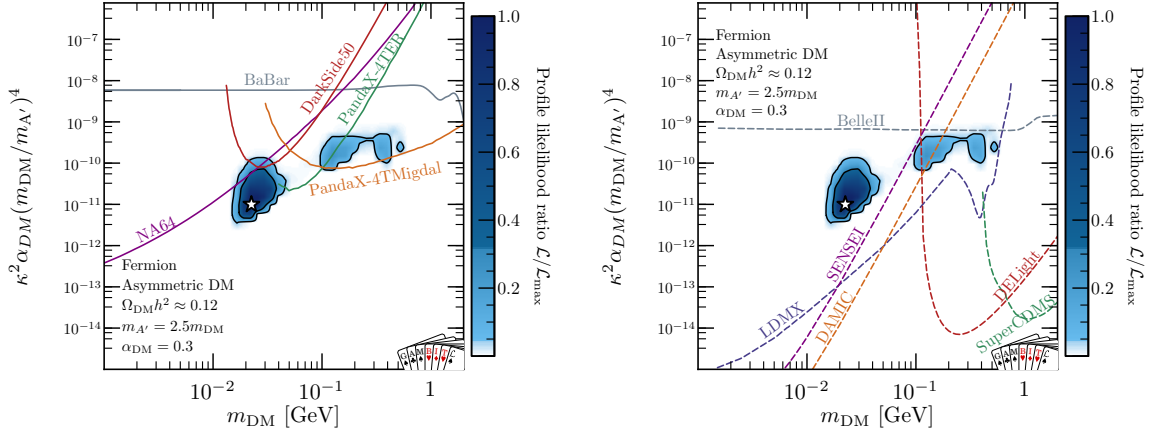 10⁻⁷
10⁻⁸
10⁻⁹
10⁻¹⁰
10⁻¹¹
10⁻¹²
10⁻¹³
10⁻¹⁴
κ²α_DM(m_DM/m_A′)⁴
BaBar
DarkSide50
PandaX-4TER
PandaX-4TMigdal
NA64
Fermion
Asymmetric DM
Ω_DM h² ≈ 0.12
m_A′ = 2.5m_DM
α_DM = 0.3
GAMBIT
10⁻² 10⁻¹ 1
m_DM [GeV]
1.0
0.8
0.6
0.4
0.2
Profile likelihood ratio ℒ/ℒ_max
10⁻⁷
10⁻⁸
10⁻⁹
10⁻¹⁰
10⁻¹¹
10⁻¹²
10⁻¹³
10⁻¹⁴
κ²α_DM(m_DM/m_A′)⁴
Fermion
Asymmetric DM
Ω_DM h² ≈ 0.12
m_A′ = 2.5m_DM
α_DM = 0.3
BelleII
SENSEI
LDMX
DAMIC
DELight
SuperCDMS
GAMBIT
10⁻² 10⁻¹ 1
m_DM [GeV]
1.0
0.8
0.6
0.4
0.2
Profile likelihood ratio ℒ/ℒ_max